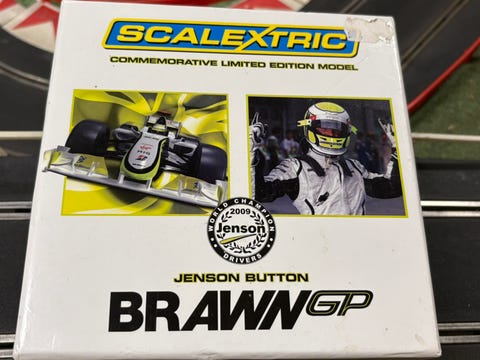 SCALEXTRIC
COMMEMORATIVE LIMITED EDITION MODEL
WORLD CHAMPION
2009
Jenson
DRIVERS
JENSON BUTTON
BRAWNGP